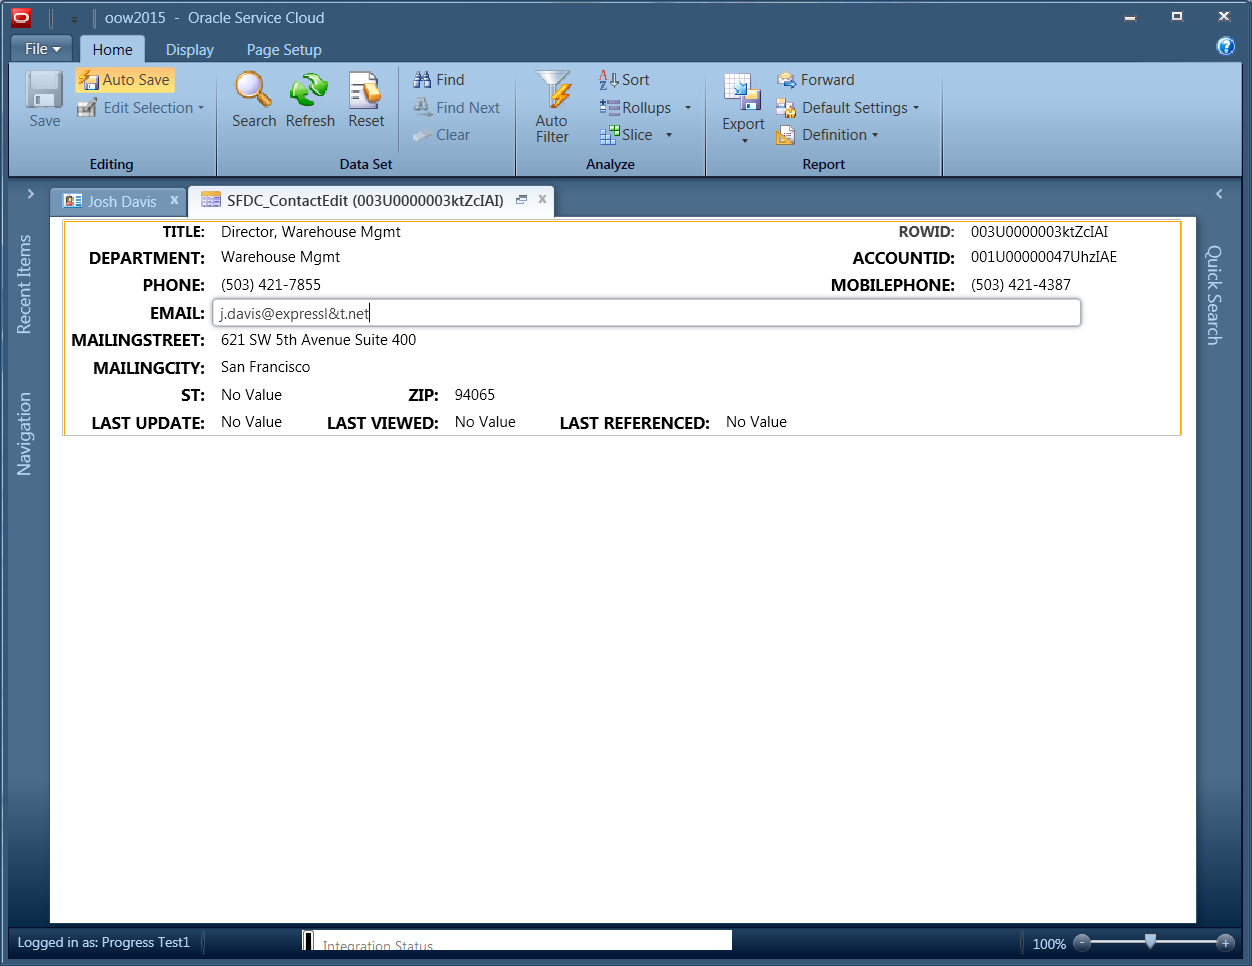 oow2015 - Oracle Service Cloud
File Home Display Page Setup
Save
Auto Save
Edit Selection
Editing
Search Refresh Reset
Find
Find Next
Clear
Data Set
Auto Filter
Sort
Rollups
Slice
Analyze
Export
Forward
Default Settings
Definition
Report
Josh Davis x SFDC_ContactEdit (003U0000003ktZcIAI) x
Recent Items
Navigation
Quick Search
TITLE: Director, Warehouse Mgmt ROWID: 003U0000003ktZcIAI
DEPARTMENT: Warehouse Mgmt ACCOUNTID: 001U00000047UhzIAE
PHONE: (503) 421-7855 MOBILEPHONE: (503) 421-4387
EMAIL: j.davis@expressl&t.net
MAILINGSTREET: 621 SW 5th Avenue Suite 400
MAILINGCITY: San Francisco
ST: No Value ZIP: 94065
LAST UPDATE: No Value LAST VIEWED: No Value LAST REFERENCED: No Value
Logged in as: Progress Test1 Integration Status 100%